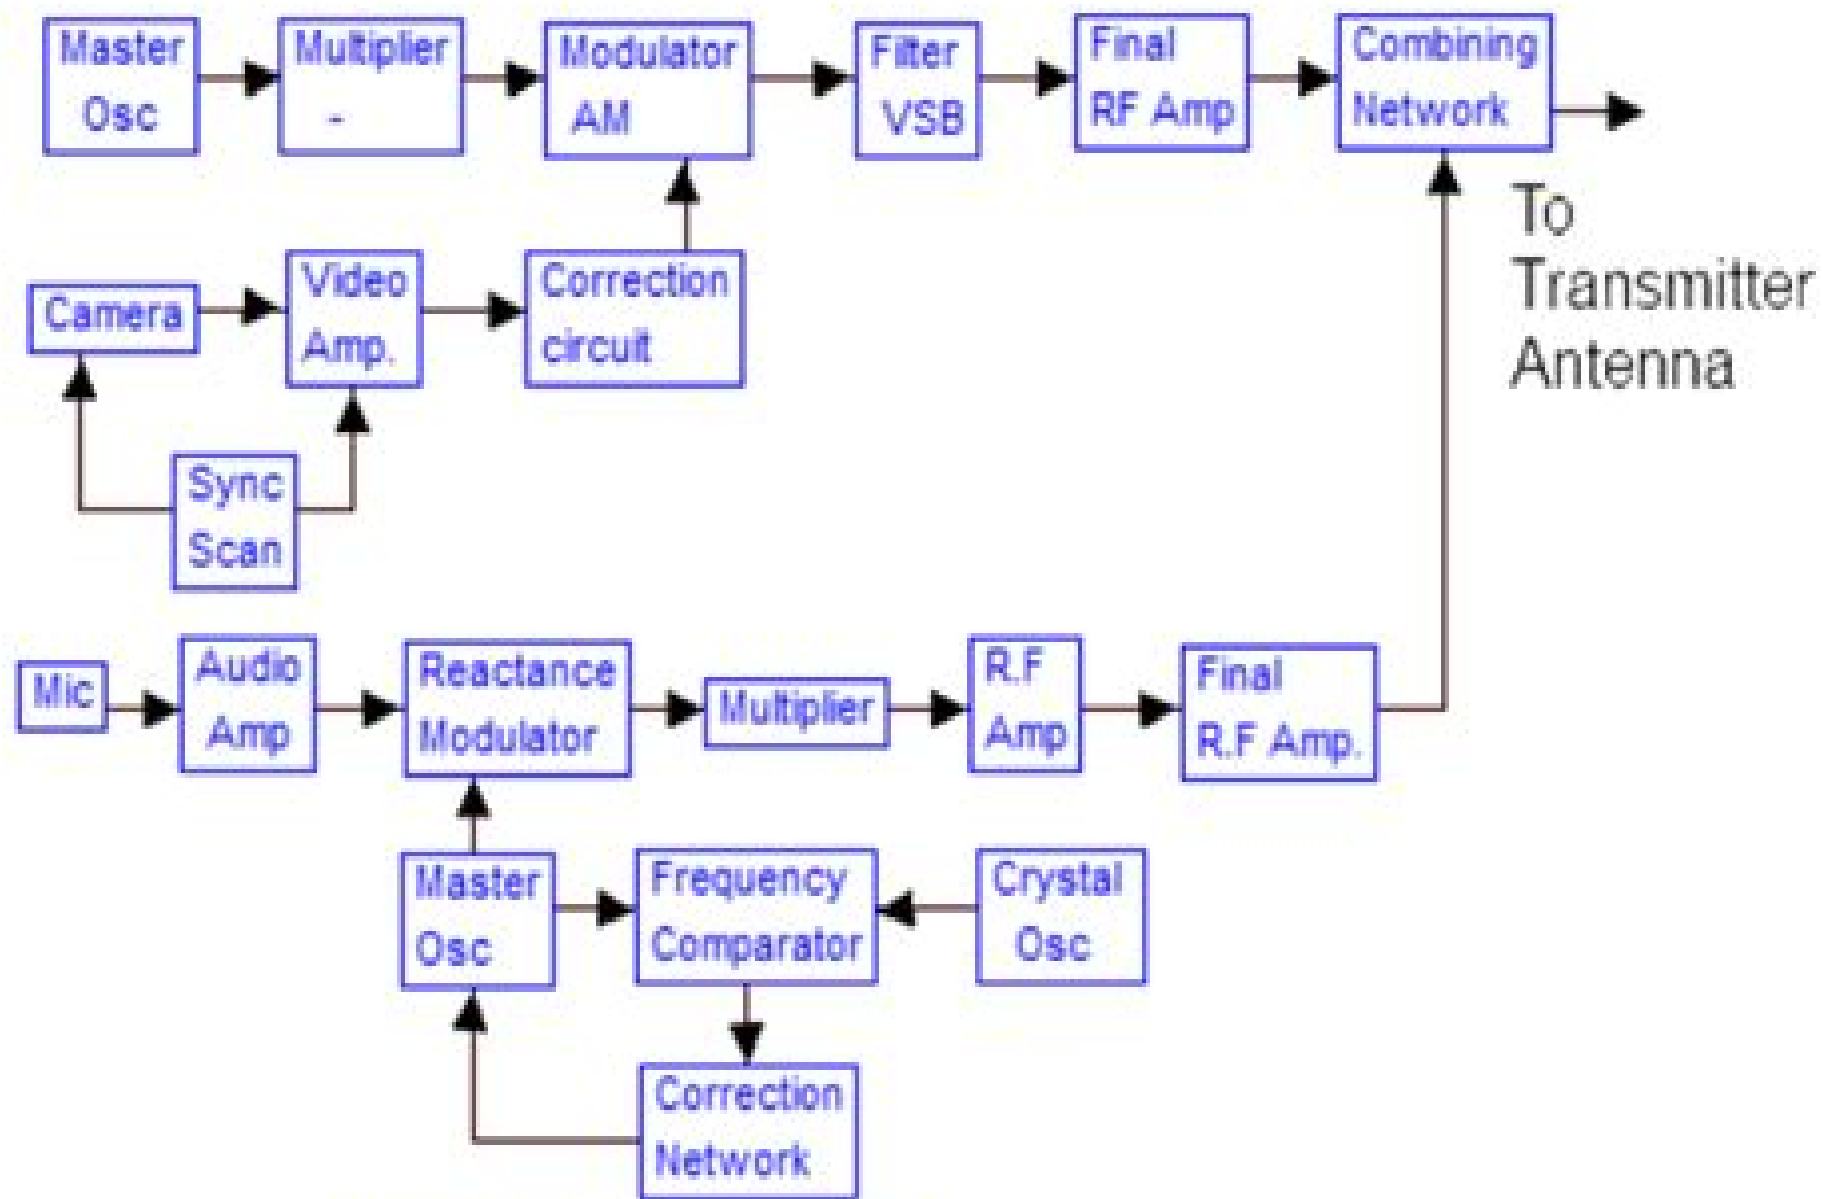 Master
Osc
Multiplier
-
Modulator
AM
Filter
VSB
Final
RF Amp
Combining
Network
To
Transmitter
Antenna
Camera
Video
Amp.
Correction
circuit
Sync
Scan
Mic
Audio
Amp
Reactance
Modulator
Multiplier
R.F
Amp
Final
R.F Amp.
Master
Osc
Frequency
Comparator
Crystal
Osc
Correction
Network